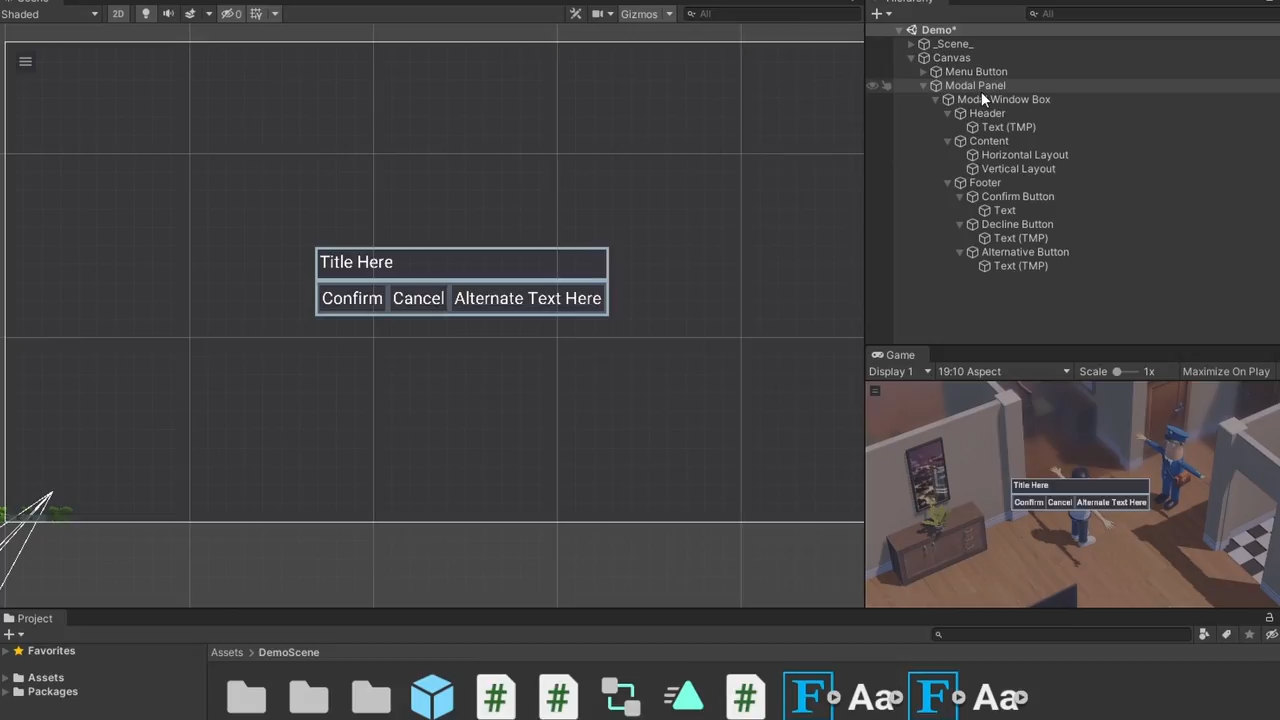 Shaded
2D
0
Gizmos
All
Title Here
Confirm
Cancel
Alternate Text Here
All
Demo*
_Scene_
Canvas
Menu Button
Modal Panel
Window Box
Header
Text (TMP)
Content
Horizontal Layout
Vertical Layout
Footer
Confirm Button
Text
Decline Button
Text (TMP)
Alternative Button
Text (TMP)
Game
Display 1
19:10 Aspect
Scale
1x
Maximize On Play
Title Here
Confirm
Cancel
Alternate Text Here
Project
Favorites
Assets
Packages
Assets > DemoScene
# # # F Aa F Aa